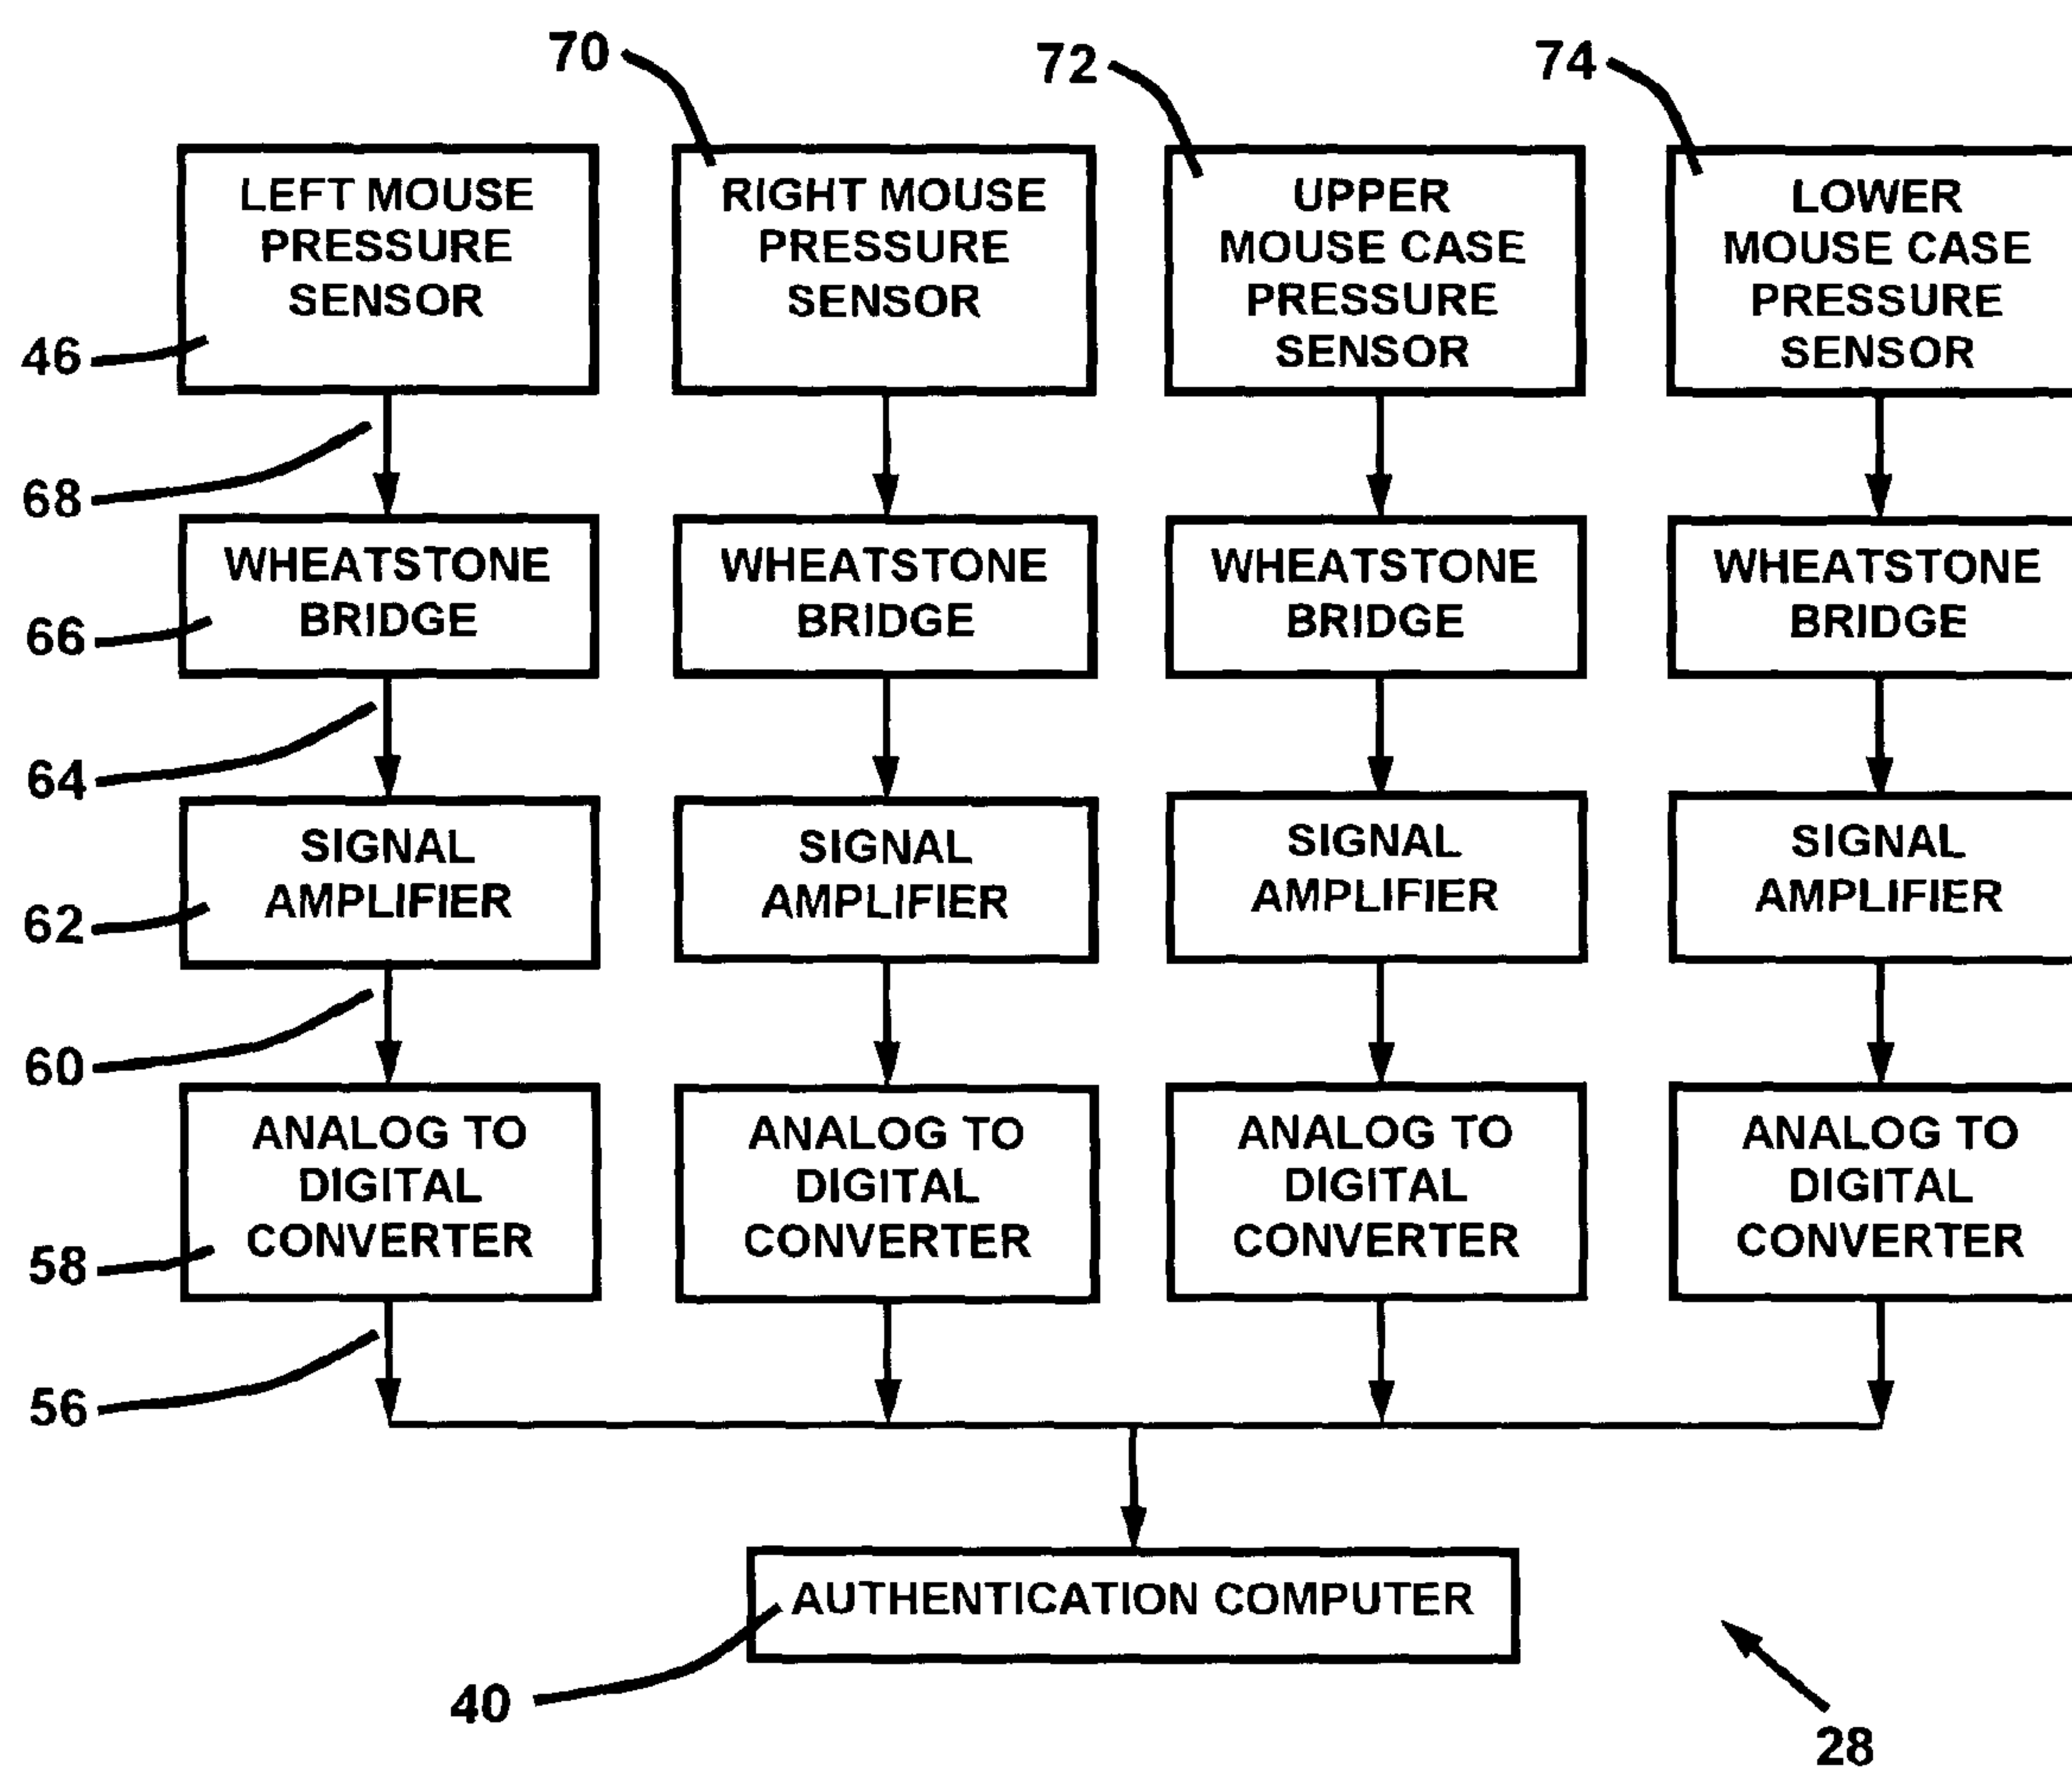 70
72
74
LEFT MOUSE
PRESSURE
SENSOR
RIGHT MOUSE
PRESSURE
SENSOR
UPPER
MOUSE CASE
PRESSURE
SENSOR
LOWER
MOUSE CASE
PRESSURE
SENSOR
46
68
WHEATSTONE
BRIDGE
WHEATSTONE
BRIDGE
WHEATSTONE
BRIDGE
WHEATSTONE
BRIDGE
66
64
SIGNAL
AMPLIFIER
SIGNAL
AMPLIFIER
SIGNAL
AMPLIFIER
SIGNAL
AMPLIFIER
62
60
ANALOG TO
DIGITAL
CONVERTER
ANALOG TO
DIGITAL
CONVERTER
ANALOG TO
DIGITAL
CONVERTER
ANALOG TO
DIGITAL
CONVERTER
58
56
AUTHENTICATION COMPUTER
40
28